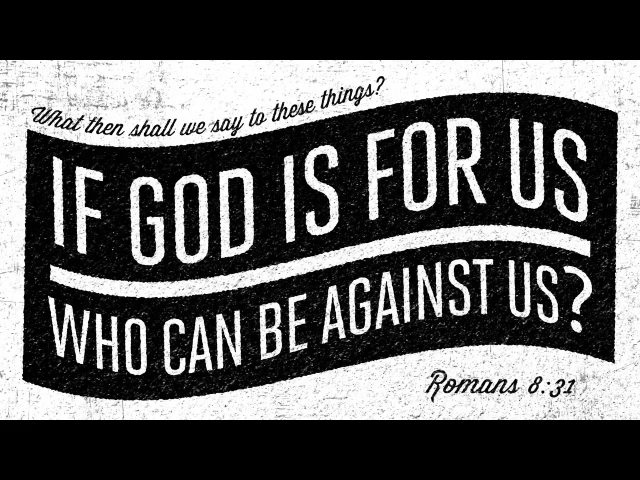 What then shall we say to these things?
IF GOD IS FOR US
WHO CAN BE AGAINST US?
Romans 8:31